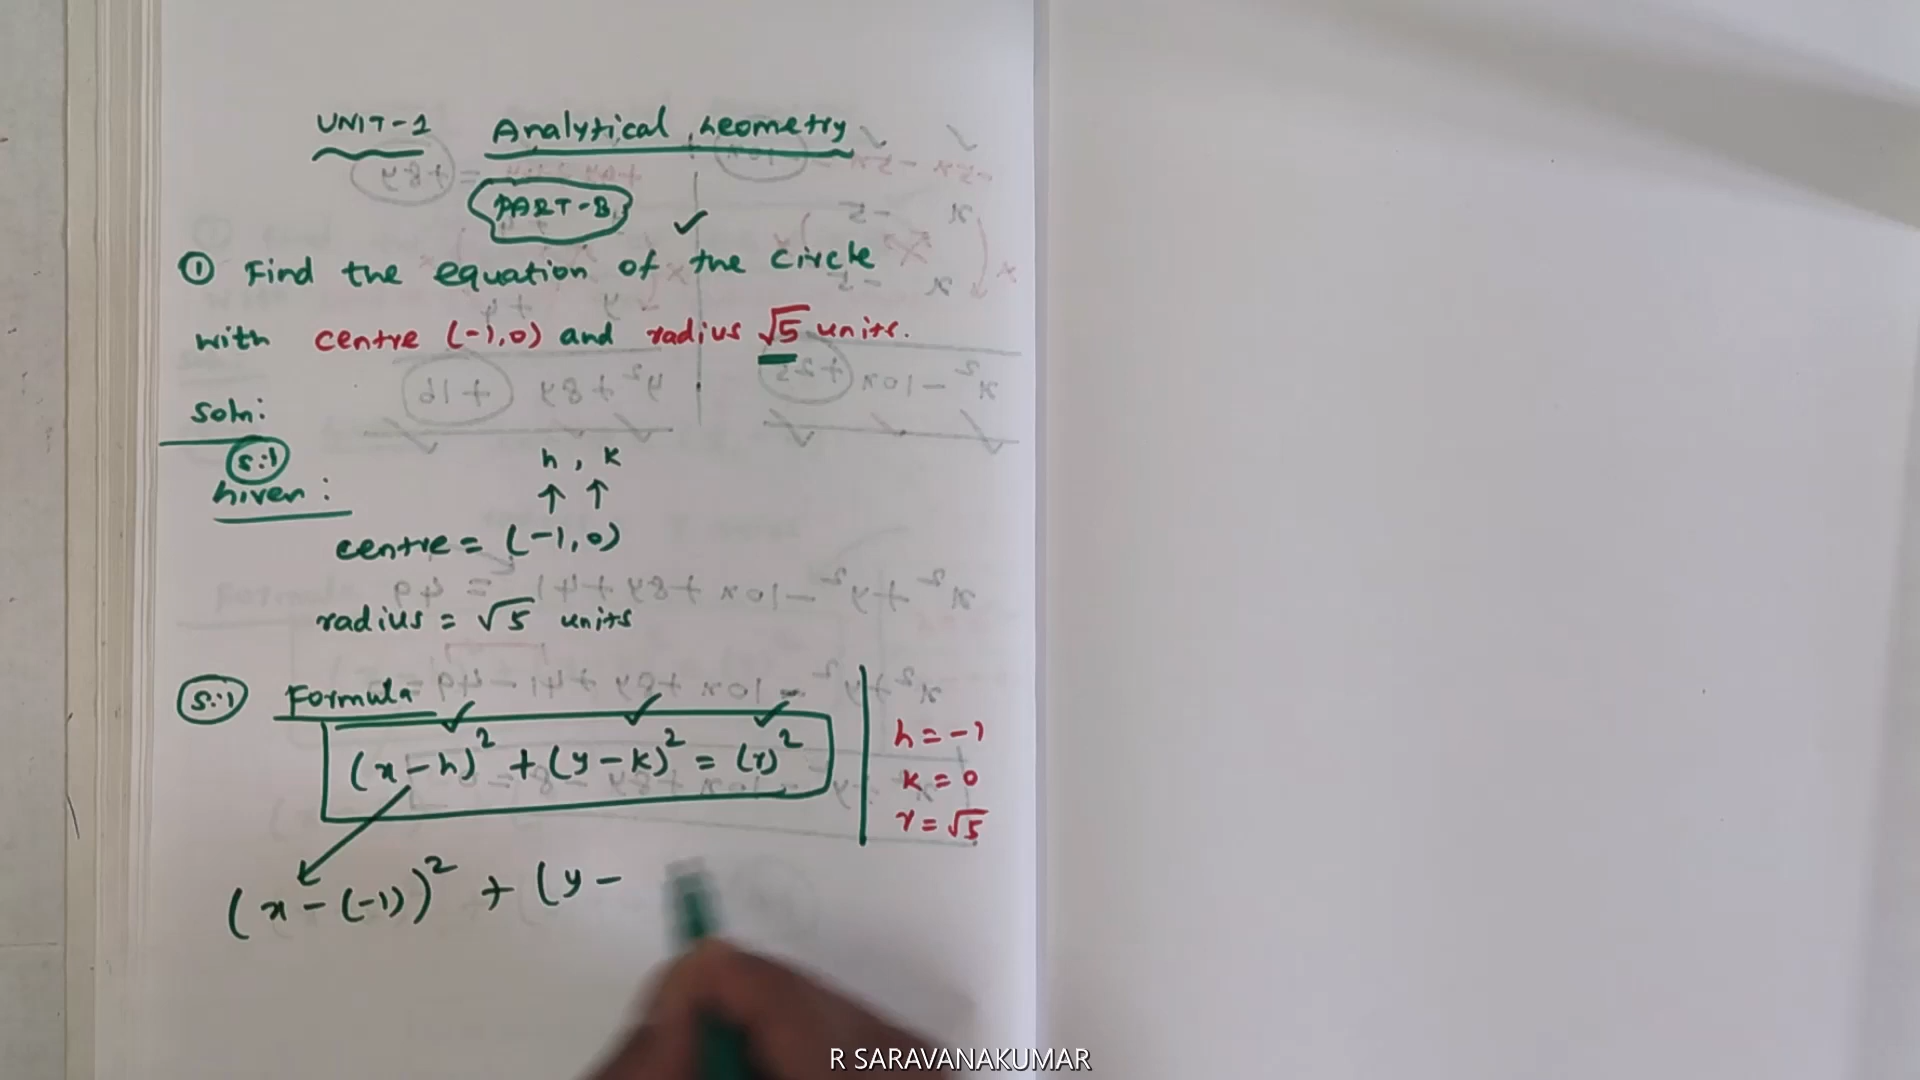 UNIT-1 Analytical Geometry
PART-B
① Find the equation of the circle
with centre (-1,0) and radius √5 units.
Soln:
S:1
Given:
h, k
↑ ↑
centre = (-1,0)
radius = √5 units
S:1 Formula
(x-h)² + (y-k)² = (r)²
h = -1
k = 0
r = √5
(x-(-1))² + (y-
R SARAVANAKUMAR